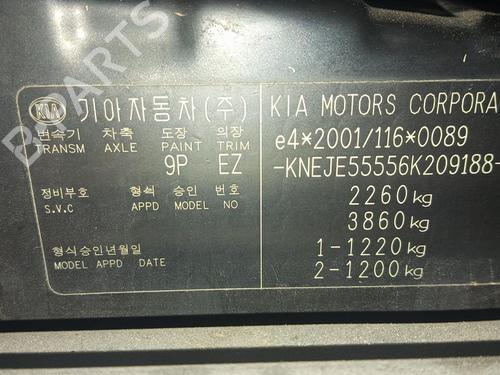 B-PARTS
KIA 기아자동차(주)
변속기 차축 도장 의장
TRANSM AXLE PAINT TRIM
9P EZ
정비부호 형식 승인 번호
S.V.C APPD MODEL NO
형식승인년월일
MODEL APPD DATE
KIA MOTORS CORPORA
e4*2001/116*0089
-KNEJE55556K209188-
2260kg
3860kg
1-1220kg
2-1200kg